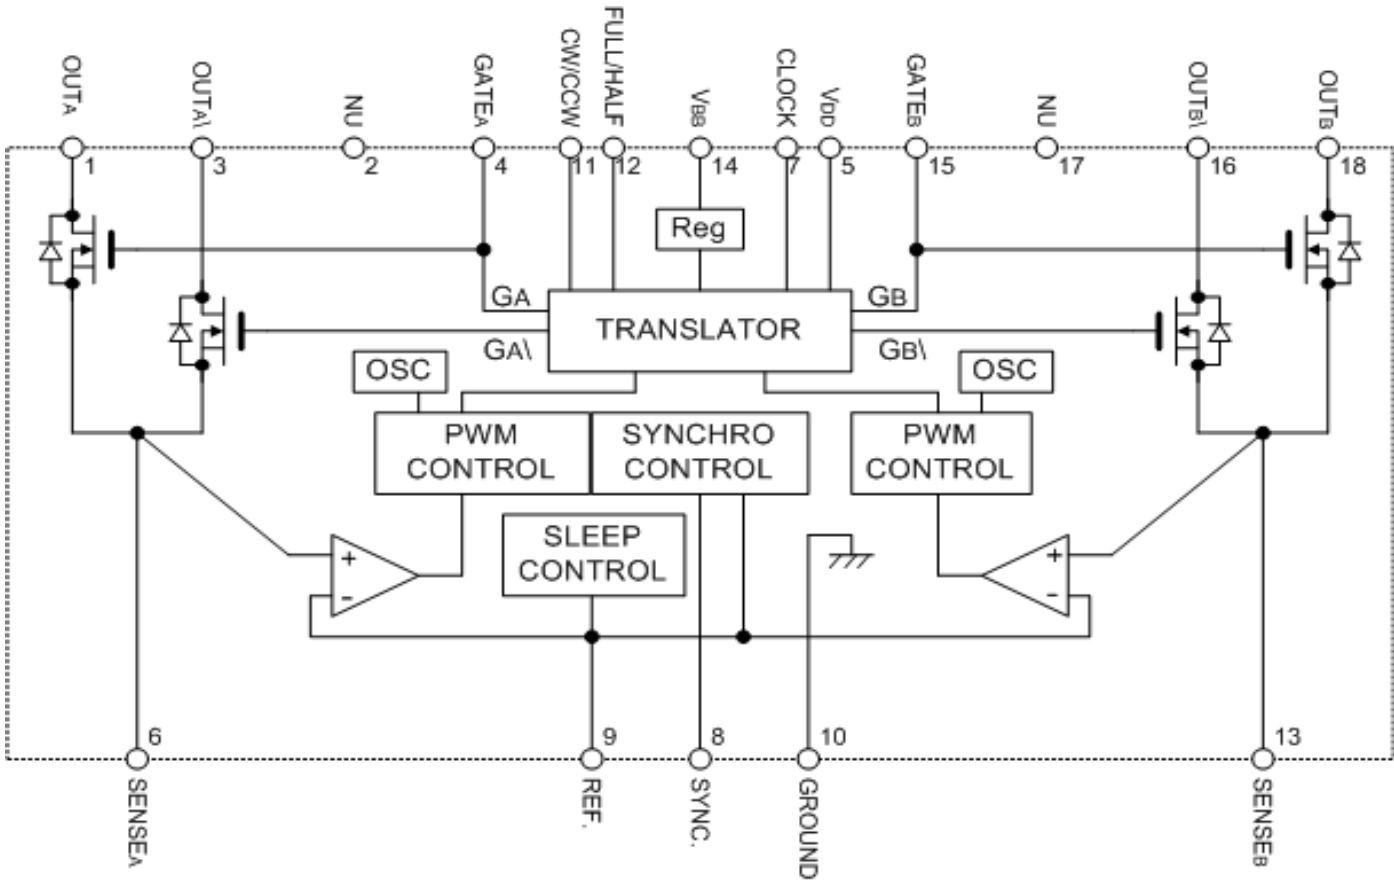 OUTA
OUTA\
NU
GATEA
CW/CCW
FULL/HALF
VBB
CLOCK
VDD
GATEB
NU
OUTB\
OUTB
1
3
2
4
11
12
14
7
5
15
17
16
18
Reg
GA
GB
TRANSLATOR
GA\
GB\
OSC
OSC
PWM
CONTROL
SYNCHRO
CONTROL
PWM
CONTROL
SLEEP
CONTROL
+
-
+
-
6
9
8
10
13
SENSEA
REF.
SYNC.
GROUND
SENSEB